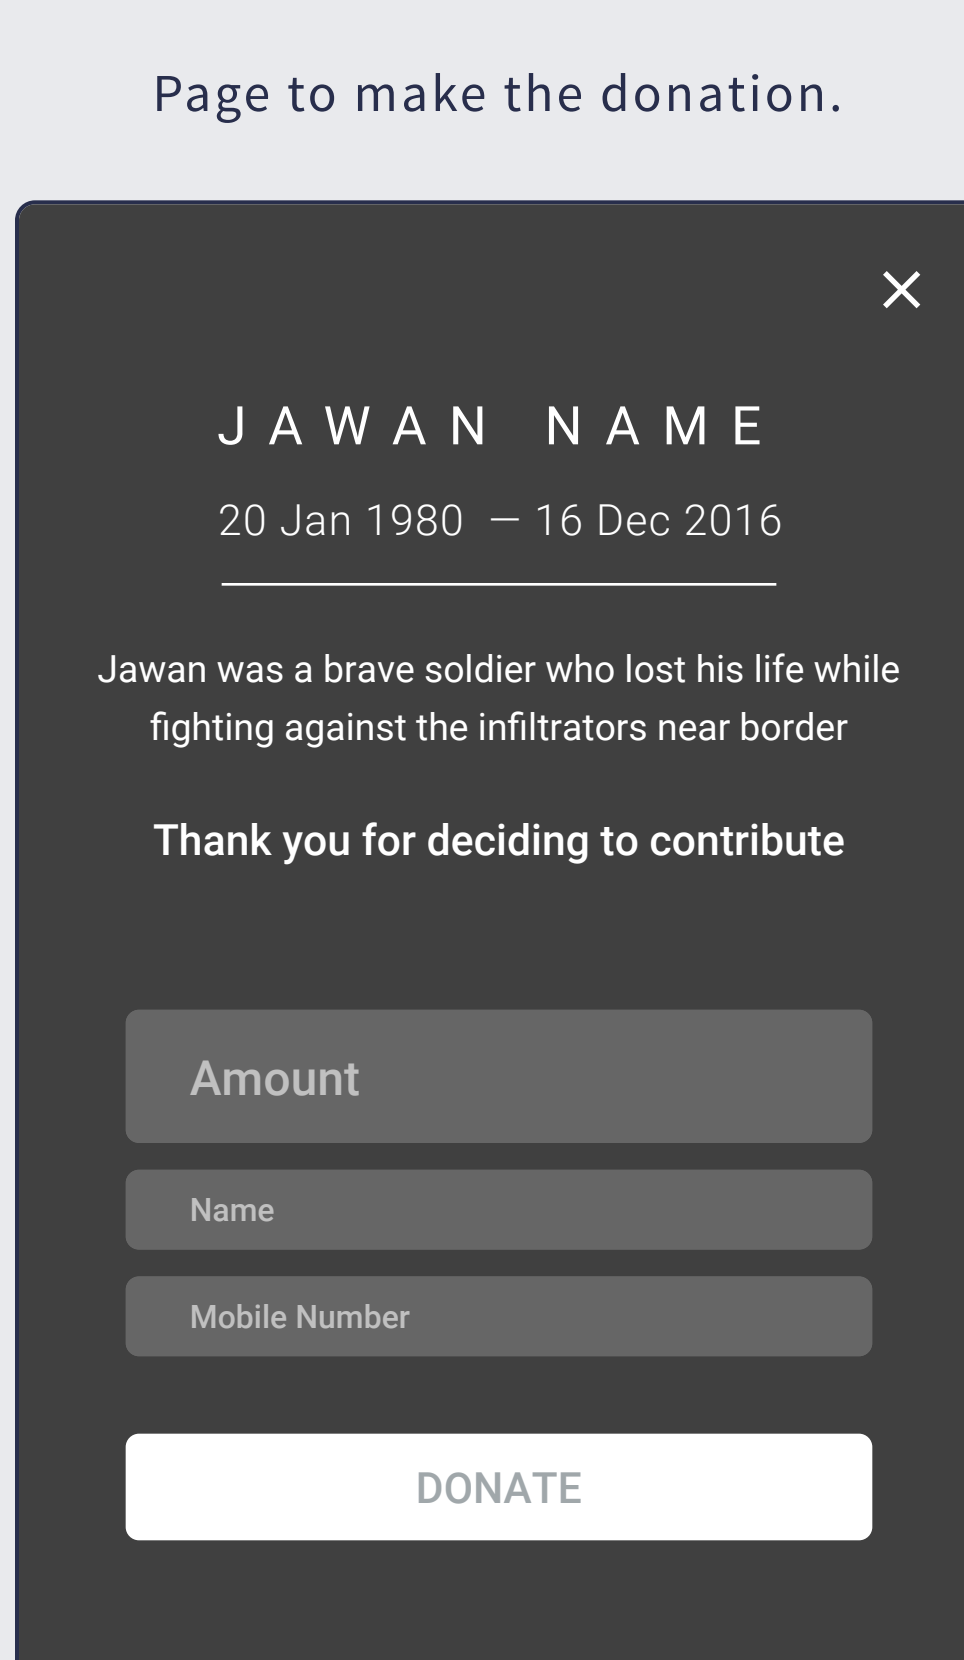 Page to make the donation.
JAWAN NAME
20 Jan 1980 — 16 Dec 2016
Jawan was a brave soldier who lost his life while
fighting against the infiltrators near border
Thank you for deciding to contribute
Amount
Name
Mobile Number
DONATE